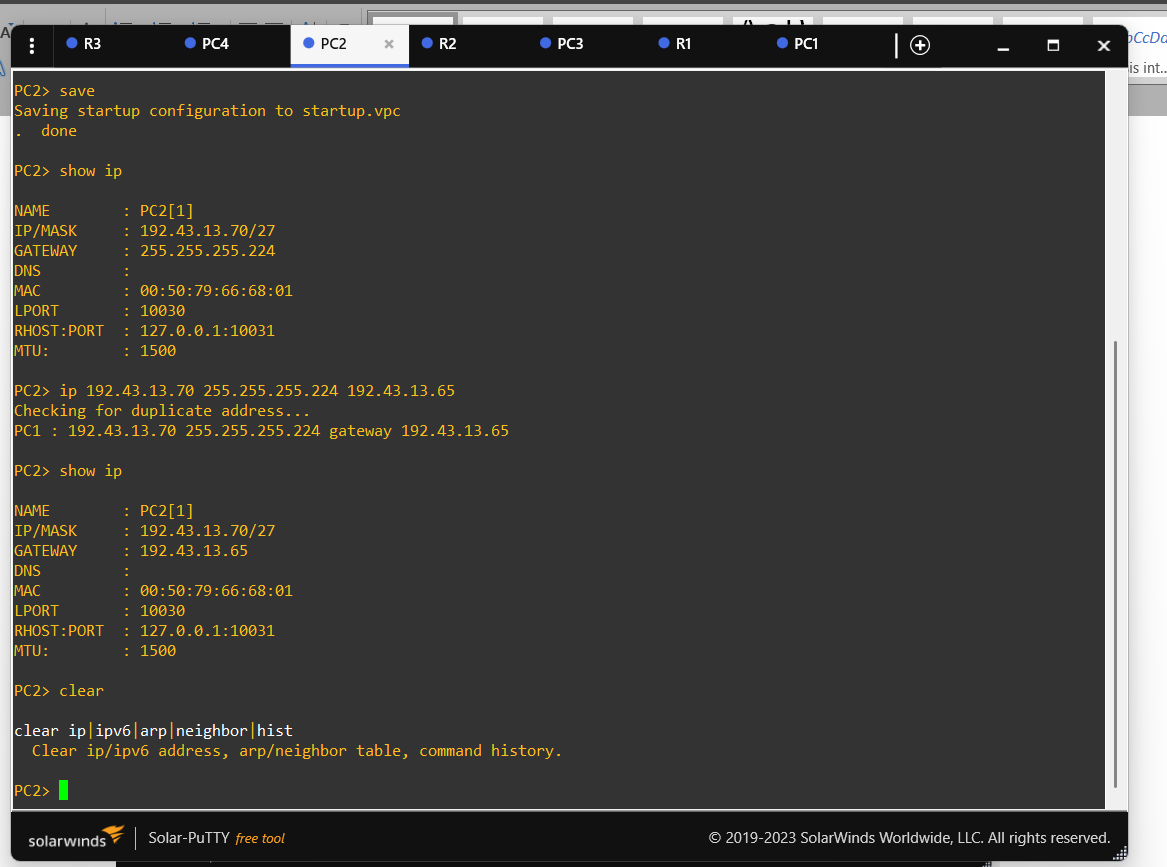 bCcDd
is int...
R3
PC4
PC2
R2
PC3
R1
PC1
PC2> save
Saving startup configuration to startup.vpc
.  done
PC2> show ip
NAME        : PC2[1]
IP/MASK     : 192.43.13.70/27
GATEWAY     : 255.255.255.224
DNS         :
MAC         : 00:50:79:66:68:01
LPORT       : 10030
RHOST:PORT  : 127.0.0.1:10031
MTU:        : 1500
PC2> ip 192.43.13.70 255.255.255.224 192.43.13.65
Checking for duplicate address...
PC1 : 192.43.13.70 255.255.255.224 gateway 192.43.13.65
PC2> show ip
NAME        : PC2[1]
IP/MASK     : 192.43.13.70/27
GATEWAY     : 192.43.13.65
DNS         :
MAC         : 00:50:79:66:68:01
LPORT       : 10030
RHOST:PORT  : 127.0.0.1:10031
MTU:        : 1500
PC2> clear
clear ip|ipv6|arp|neighbor|hist
  Clear ip/ipv6 address, arp/neighbor table, command history.
PC2>
solarwinds | Solar-PuTTY free tool
© 2019-2023 SolarWinds Worldwide, LLC. All rights reserved.